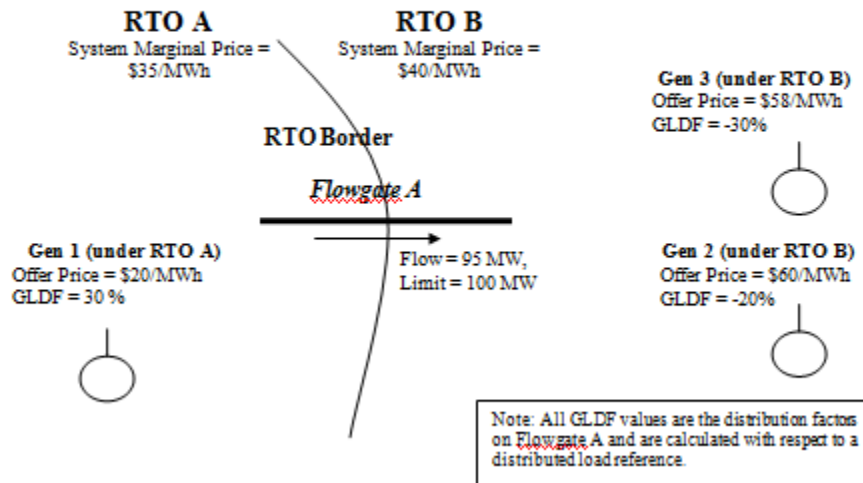 RTO A
System Marginal Price =
$35/MWh
RTO B
System Marginal Price =
$40/MWh
Gen 3 (under RTO B)
Offer Price = $58/MWh
GLDF = -30%
RTO Border
Flowgate A
Gen 1 (under RTO A)
Offer Price = $20/MWh
GLDF = 30 %
Flow = 95 MW,
Limit = 100 MW
Gen 2 (under RTO B)
Offer Price = $60/MWh
GLDF = -20%
Note: All GLDF values are the distribution factors
on Flowgate A and are calculated with respect to a
distributed load reference.